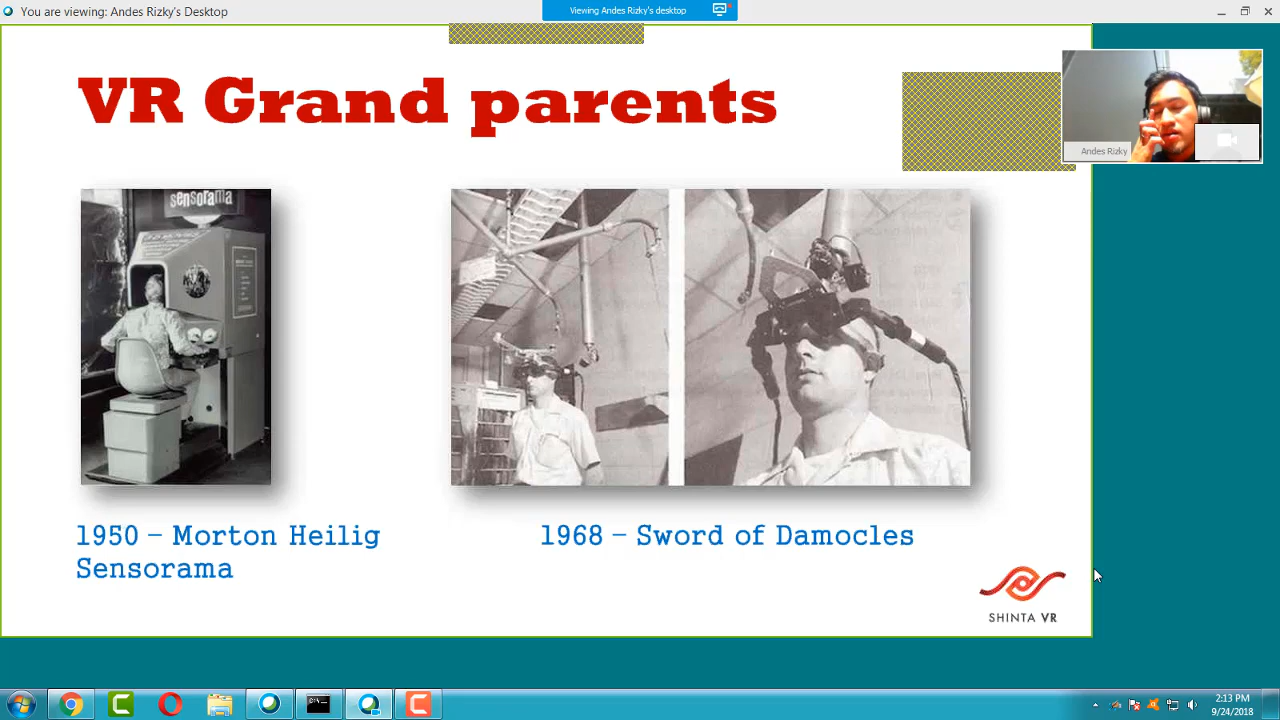 You are viewing: Andes Rizky's Desktop
Viewing Andes Rizky's desktop
VR Grand parents
Andes Rizky
sensorama
1950 – Morton Heilig
Sensorama
1968 – Sword of Damocles
SHINTA VR
2:13 PM
9/24/2018